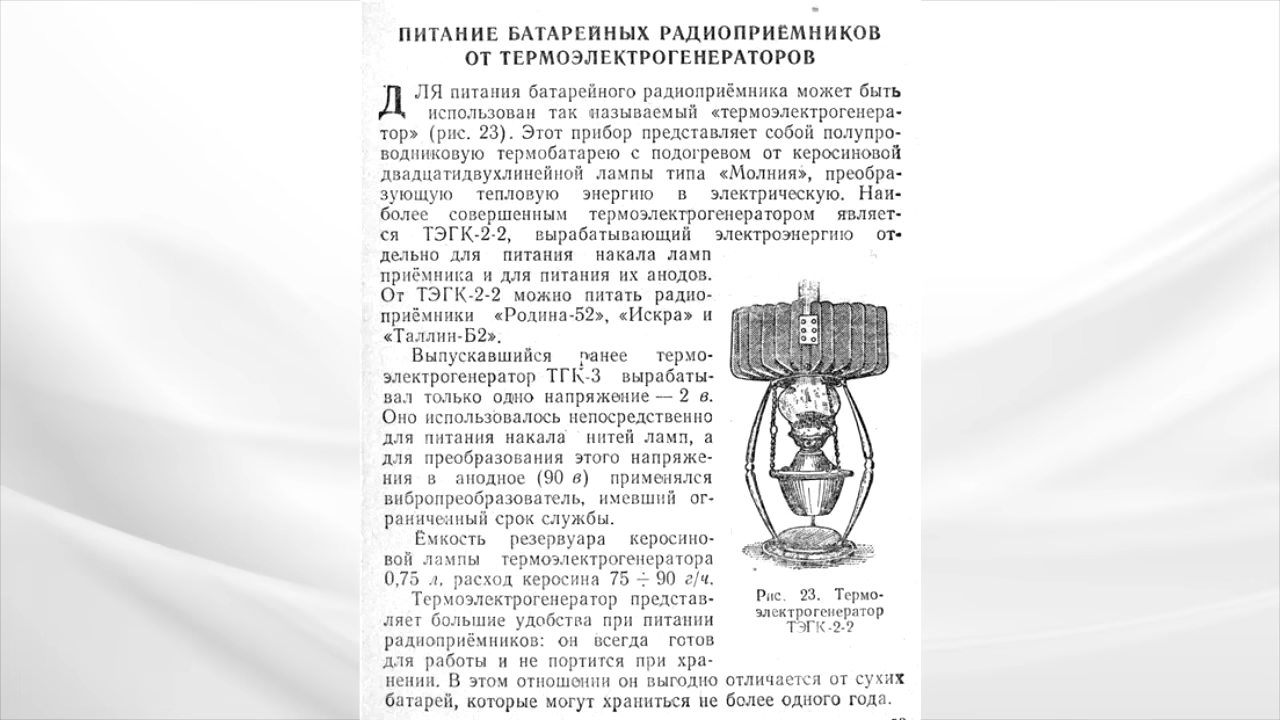 ПИТАНИЕ БАТАРЕЙНЫХ РАДИОПРИЁМНИКОВ
ОТ ТЕРМОЭЛЕКТРОГЕНЕРАТОРОВ
ДЛЯ питания батарейного радиоприёмника может быть
использован так называемый «термоэлектрогенера-
тор» (рис. 23). Этот прибор представляет собой полупро-
водниковую термобатарею с подогревом от керосиновой
двадцатидвухлинейной лампы типа «Молния», преобра-
зующую тепловую энергию в электрическую. Наи-
более совершенным термоэлектрогенератором являет-
ся ТЭГК-2-2, вырабатывающий электроэнергию от-
дельно для питания накала ламп
приёмника и для питания их анодов.
От ТЭГК-2-2 можно питать радио-
приёмники «Родина-52», «Искра» и
«Таллин-Б2».
Выпускавшийся ранее термо-
электрогенератор ТГК-3 вырабаты-
вал только одно напряжение — 2 в.
Оно использовалось непосредственно
для питания накала нитей ламп, а
для преобразования этого напряже-
ния в анодное (90 в) применялся
вибропреобразователь, имевший ог-
раниченный срок службы.
Ёмкость резервуара керосино-
вой лампы термоэлектрогенератора
0,75 л, расход керосина 75 ÷ 90 г/ч.
Термоэлектрогенератор представ-
ляет большие удобства при питании
радиоприёмников: он всегда готов
для работы и не портится при хра-
нении. В этом отношении он выгодно отличается от сухих
батарей, которые могут храниться не более одного года.
Рис. 23. Термо-
электрогенератор
ТЭГК-2-2